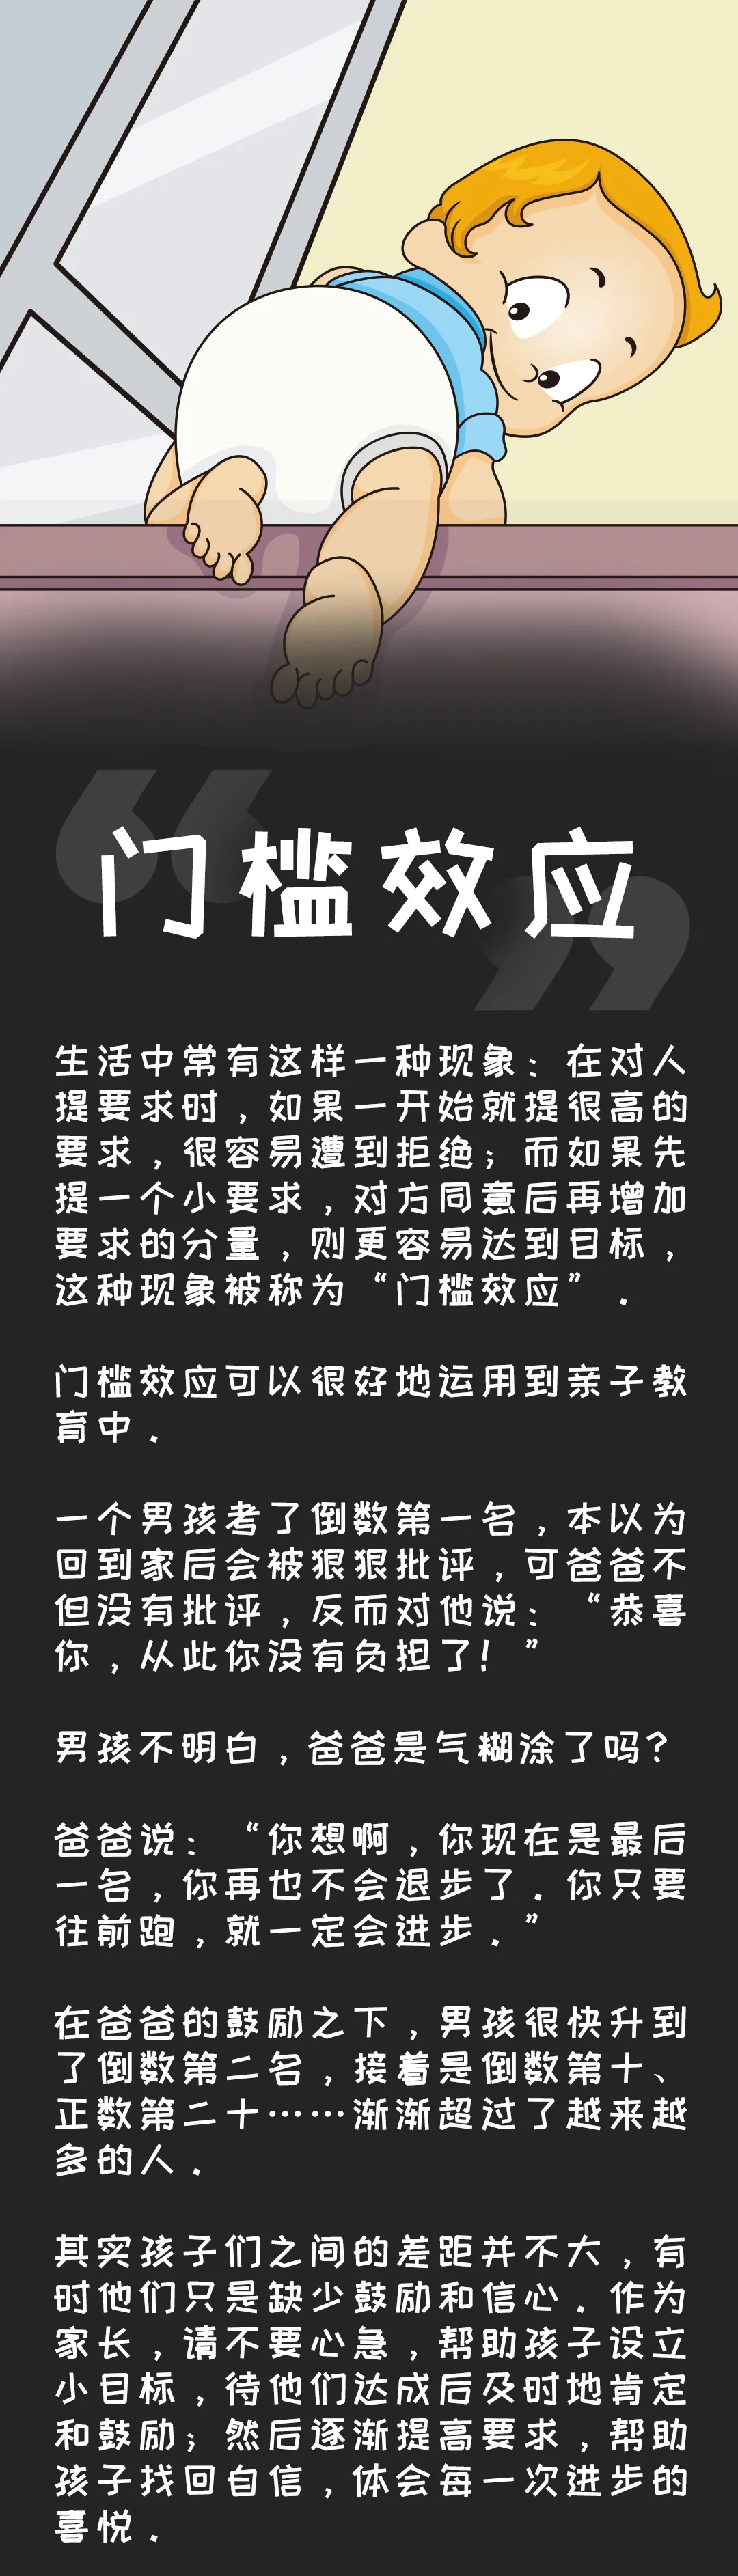 门槛效应
生活中常有这样一种现象：在对人
提要求时，如果一开始就提很高的
要求，很容易遭到拒绝；而如果先
提一个小要求，对方同意后再增加
要求的分量，则更容易达到目标，
这种现象被称为“门槛效应”．
门槛效应可以很好地运用到亲子教
育中．
一个男孩考了倒数第一名，本以为
回到家后会被狠狠批评，可爸爸不
但没有批评，反而对他说：“恭喜
你，从此你没有负担了！”
男孩不明白，爸爸是气糊涂了吗？
爸爸说：“你想啊，你现在是最后
一名，你再也不会退步了．你只要
往前跑，就一定会进步．”
在爸爸的鼓励之下，男孩很快升到
了倒数第二名，接着是倒数第十、
正数第二十……渐渐超过了越来越
多的人．
其实孩子们之间的差距并不大，有
时他们只是缺少鼓励和信心．作为
家长，请不要心急，帮助孩子设立
小目标，待他们达成后及时地肯定
和鼓励；然后逐渐提高要求，帮助
孩子找回自信，体会每一次进步的
喜悦．